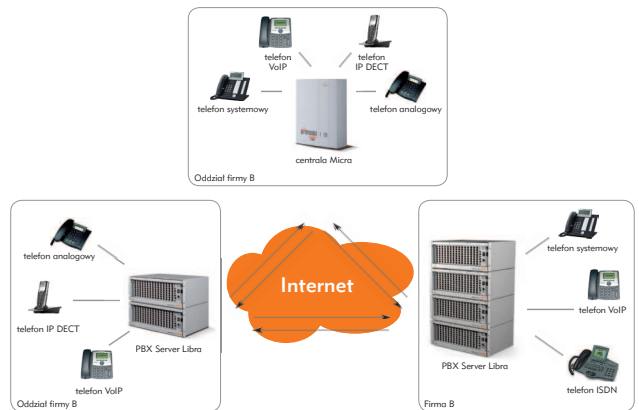 telefon
VoIP
telefon
IP DECT
telefon systemowy
telefon analogowy
centrala Micra
Oddział firmy B
telefon analogowy
telefon IP DECT
PBX Server Libra
telefon VoIP
Oddział firmy B
Internet
telefon systemowy
telefon VoIP
PBX Server Libra
telefon ISDN
Firma B